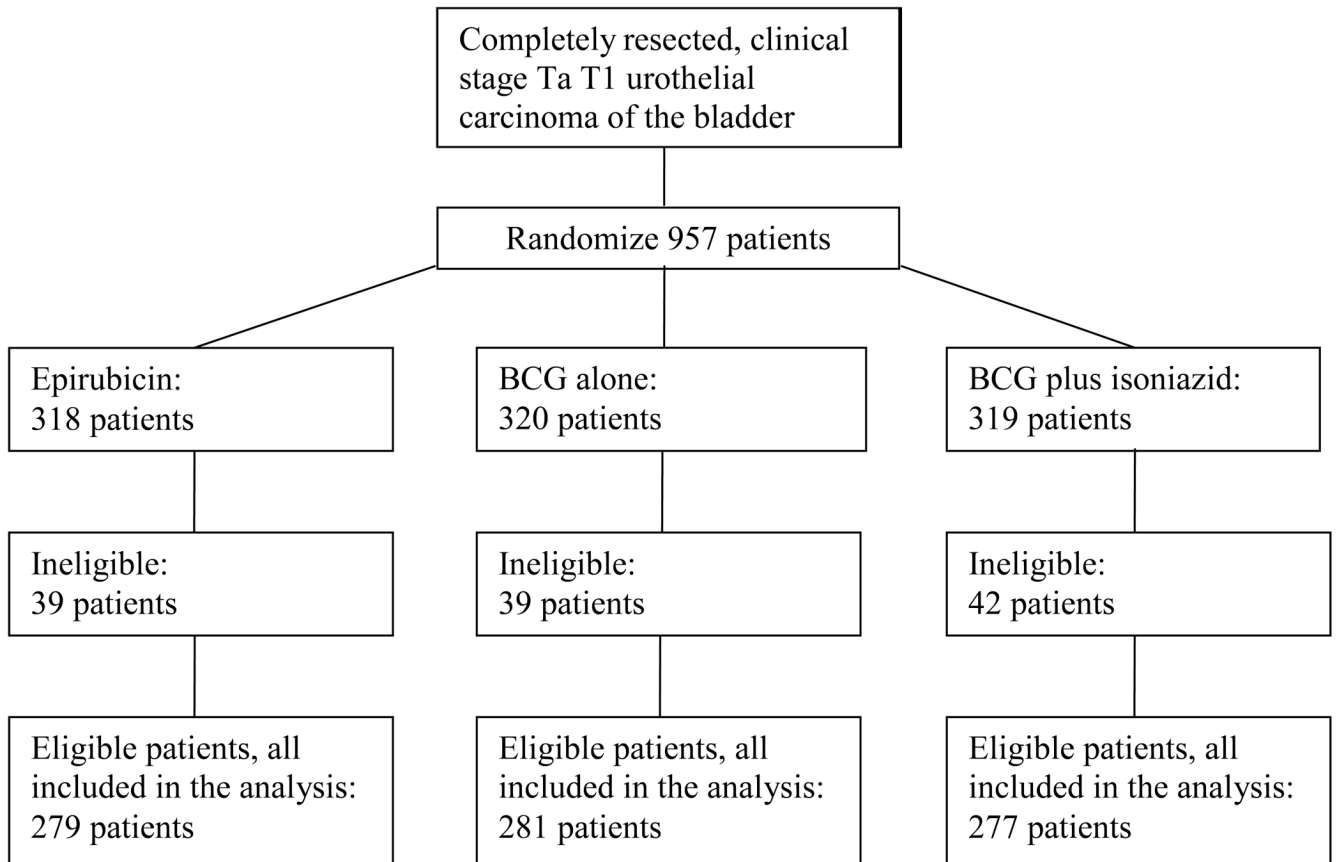 Completely resected, clinical
stage Ta T1 urothelial
carcinoma of the bladder
Randomize 957 patients
Epirubicin:
318 patients
BCG alone:
320 patients
BCG plus isoniazid:
319 patients
Ineligible:
39 patients
Ineligible:
39 patients
Ineligible:
42 patients
Eligible patients, all
included in the analysis:
279 patients
Eligible patients, all
included in the analysis:
281 patients
Eligible patients, all
included in the analysis:
277 patients